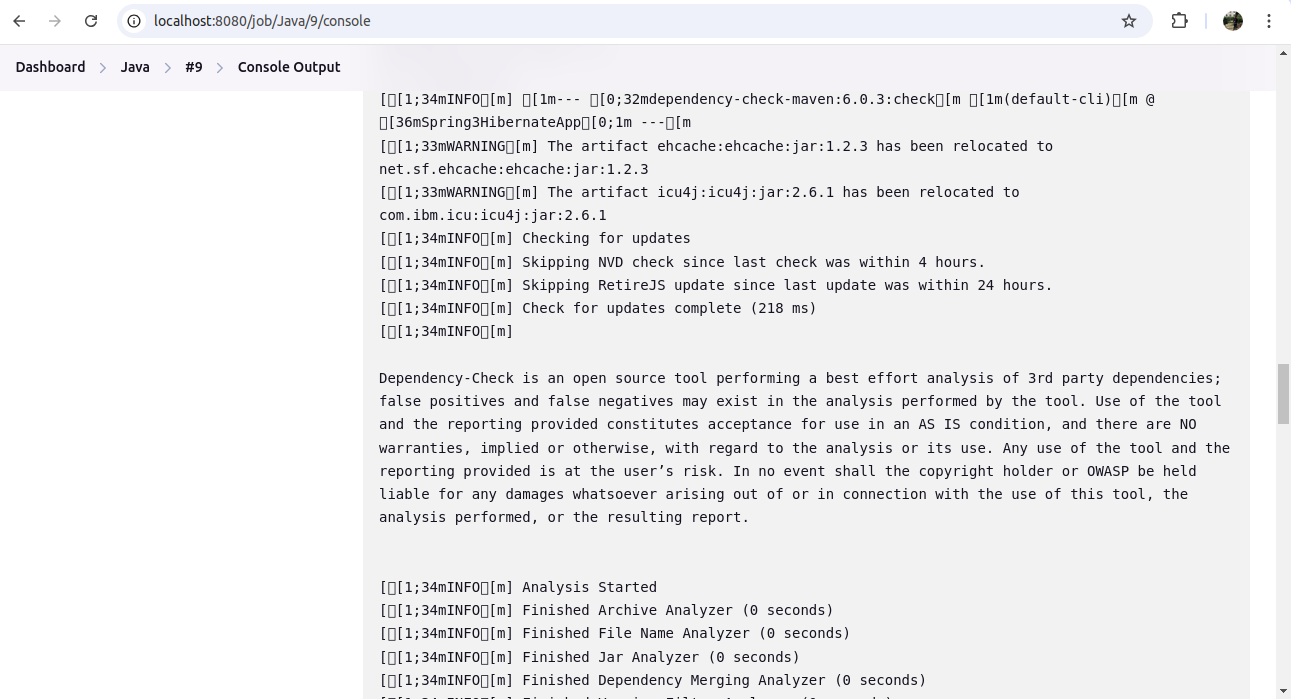 localhost:8080/job/Java/9/console
Dashboard > Java > #9 > Console Output
[▯[1;34mINFO▯[m] ▯[1m--- ▯[0;32mdependency-check-maven:6.0.3:check▯[m ▯[1m(default-cli)▯[m @
▯[36mSpring3HibernateApp▯[0;1m ---▯[m
[▯[1;33mWARNING▯[m] The artifact ehcache:ehcache:jar:1.2.3 has been relocated to
net.sf.ehcache:ehcache:jar:1.2.3
[▯[1;33mWARNING▯[m] The artifact icu4j:icu4j:jar:2.6.1 has been relocated to
com.ibm.icu:icu4j:jar:2.6.1
[▯[1;34mINFO▯[m] Checking for updates
[▯[1;34mINFO▯[m] Skipping NVD check since last check was within 4 hours.
[▯[1;34mINFO▯[m] Skipping RetireJS update since last update was within 24 hours.
[▯[1;34mINFO▯[m] Check for updates complete (218 ms)
[▯[1;34mINFO▯[m]
Dependency-Check is an open source tool performing a best effort analysis of 3rd party dependencies;
false positives and false negatives may exist in the analysis performed by the tool. Use of the tool
and the reporting provided constitutes acceptance for use in an AS IS condition, and there are NO
warranties, implied or otherwise, with regard to the analysis or its use. Any use of the tool and the
reporting provided is at the user’s risk. In no event shall the copyright holder or OWASP be held
liable for any damages whatsoever arising out of or in connection with the use of this tool, the
analysis performed, or the resulting report.
[▯[1;34mINFO▯[m] Analysis Started
[▯[1;34mINFO▯[m] Finished Archive Analyzer (0 seconds)
[▯[1;34mINFO▯[m] Finished File Name Analyzer (0 seconds)
[▯[1;34mINFO▯[m] Finished Jar Analyzer (0 seconds)
[▯[1;34mINFO▯[m] Finished Dependency Merging Analyzer (0 seconds)